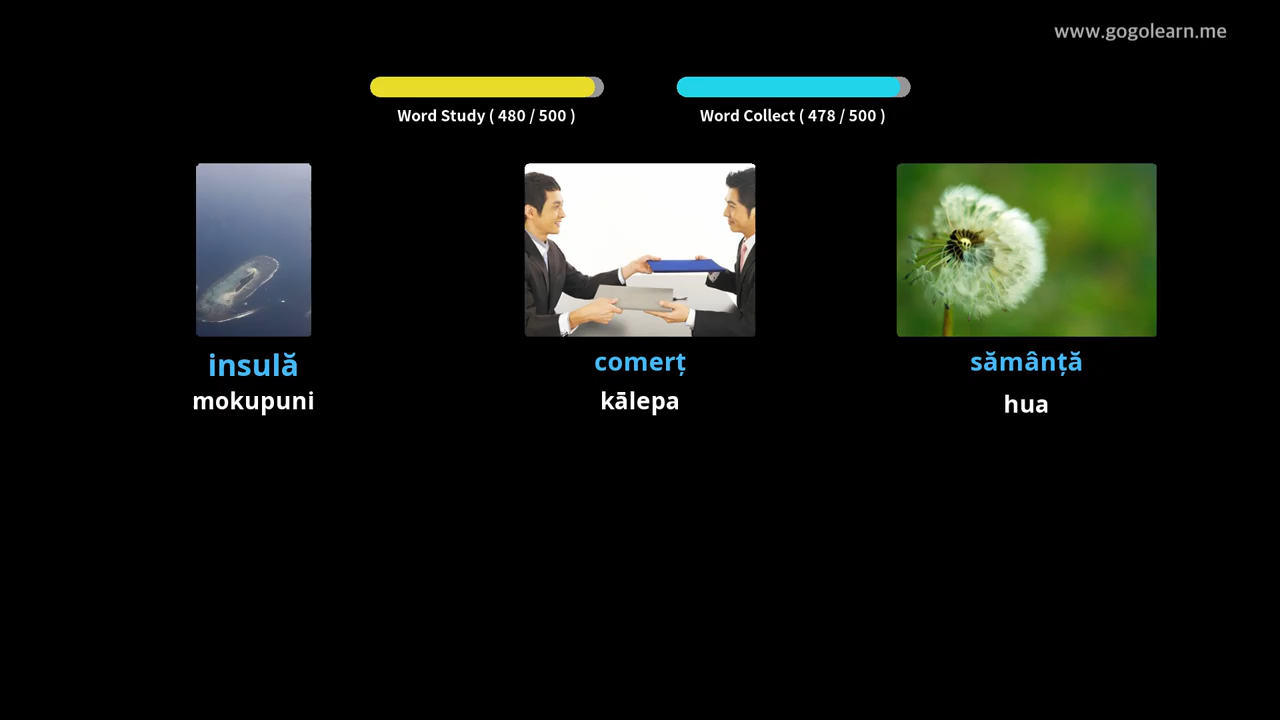 www.gogolearn.me
Word Study ( 480 / 500 )
Word Collect ( 478 / 500 )
insulă
mokupuni
comerț
kālepa
sămânță
hua